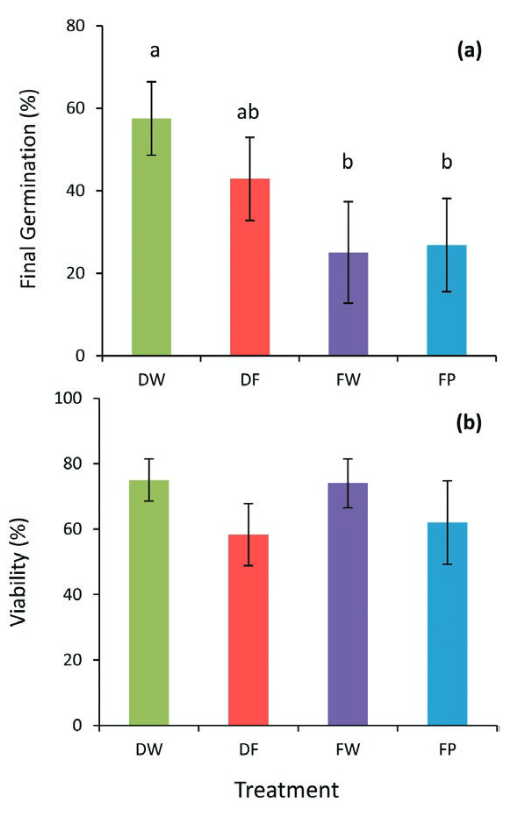 80
a
(a)
60
ab
b
b
40
20
0
Final Germination (%)
DW DF FW FP
100
(b)
80
60
40
20
0
Viability (%)
DW DF FW FP
Treatment